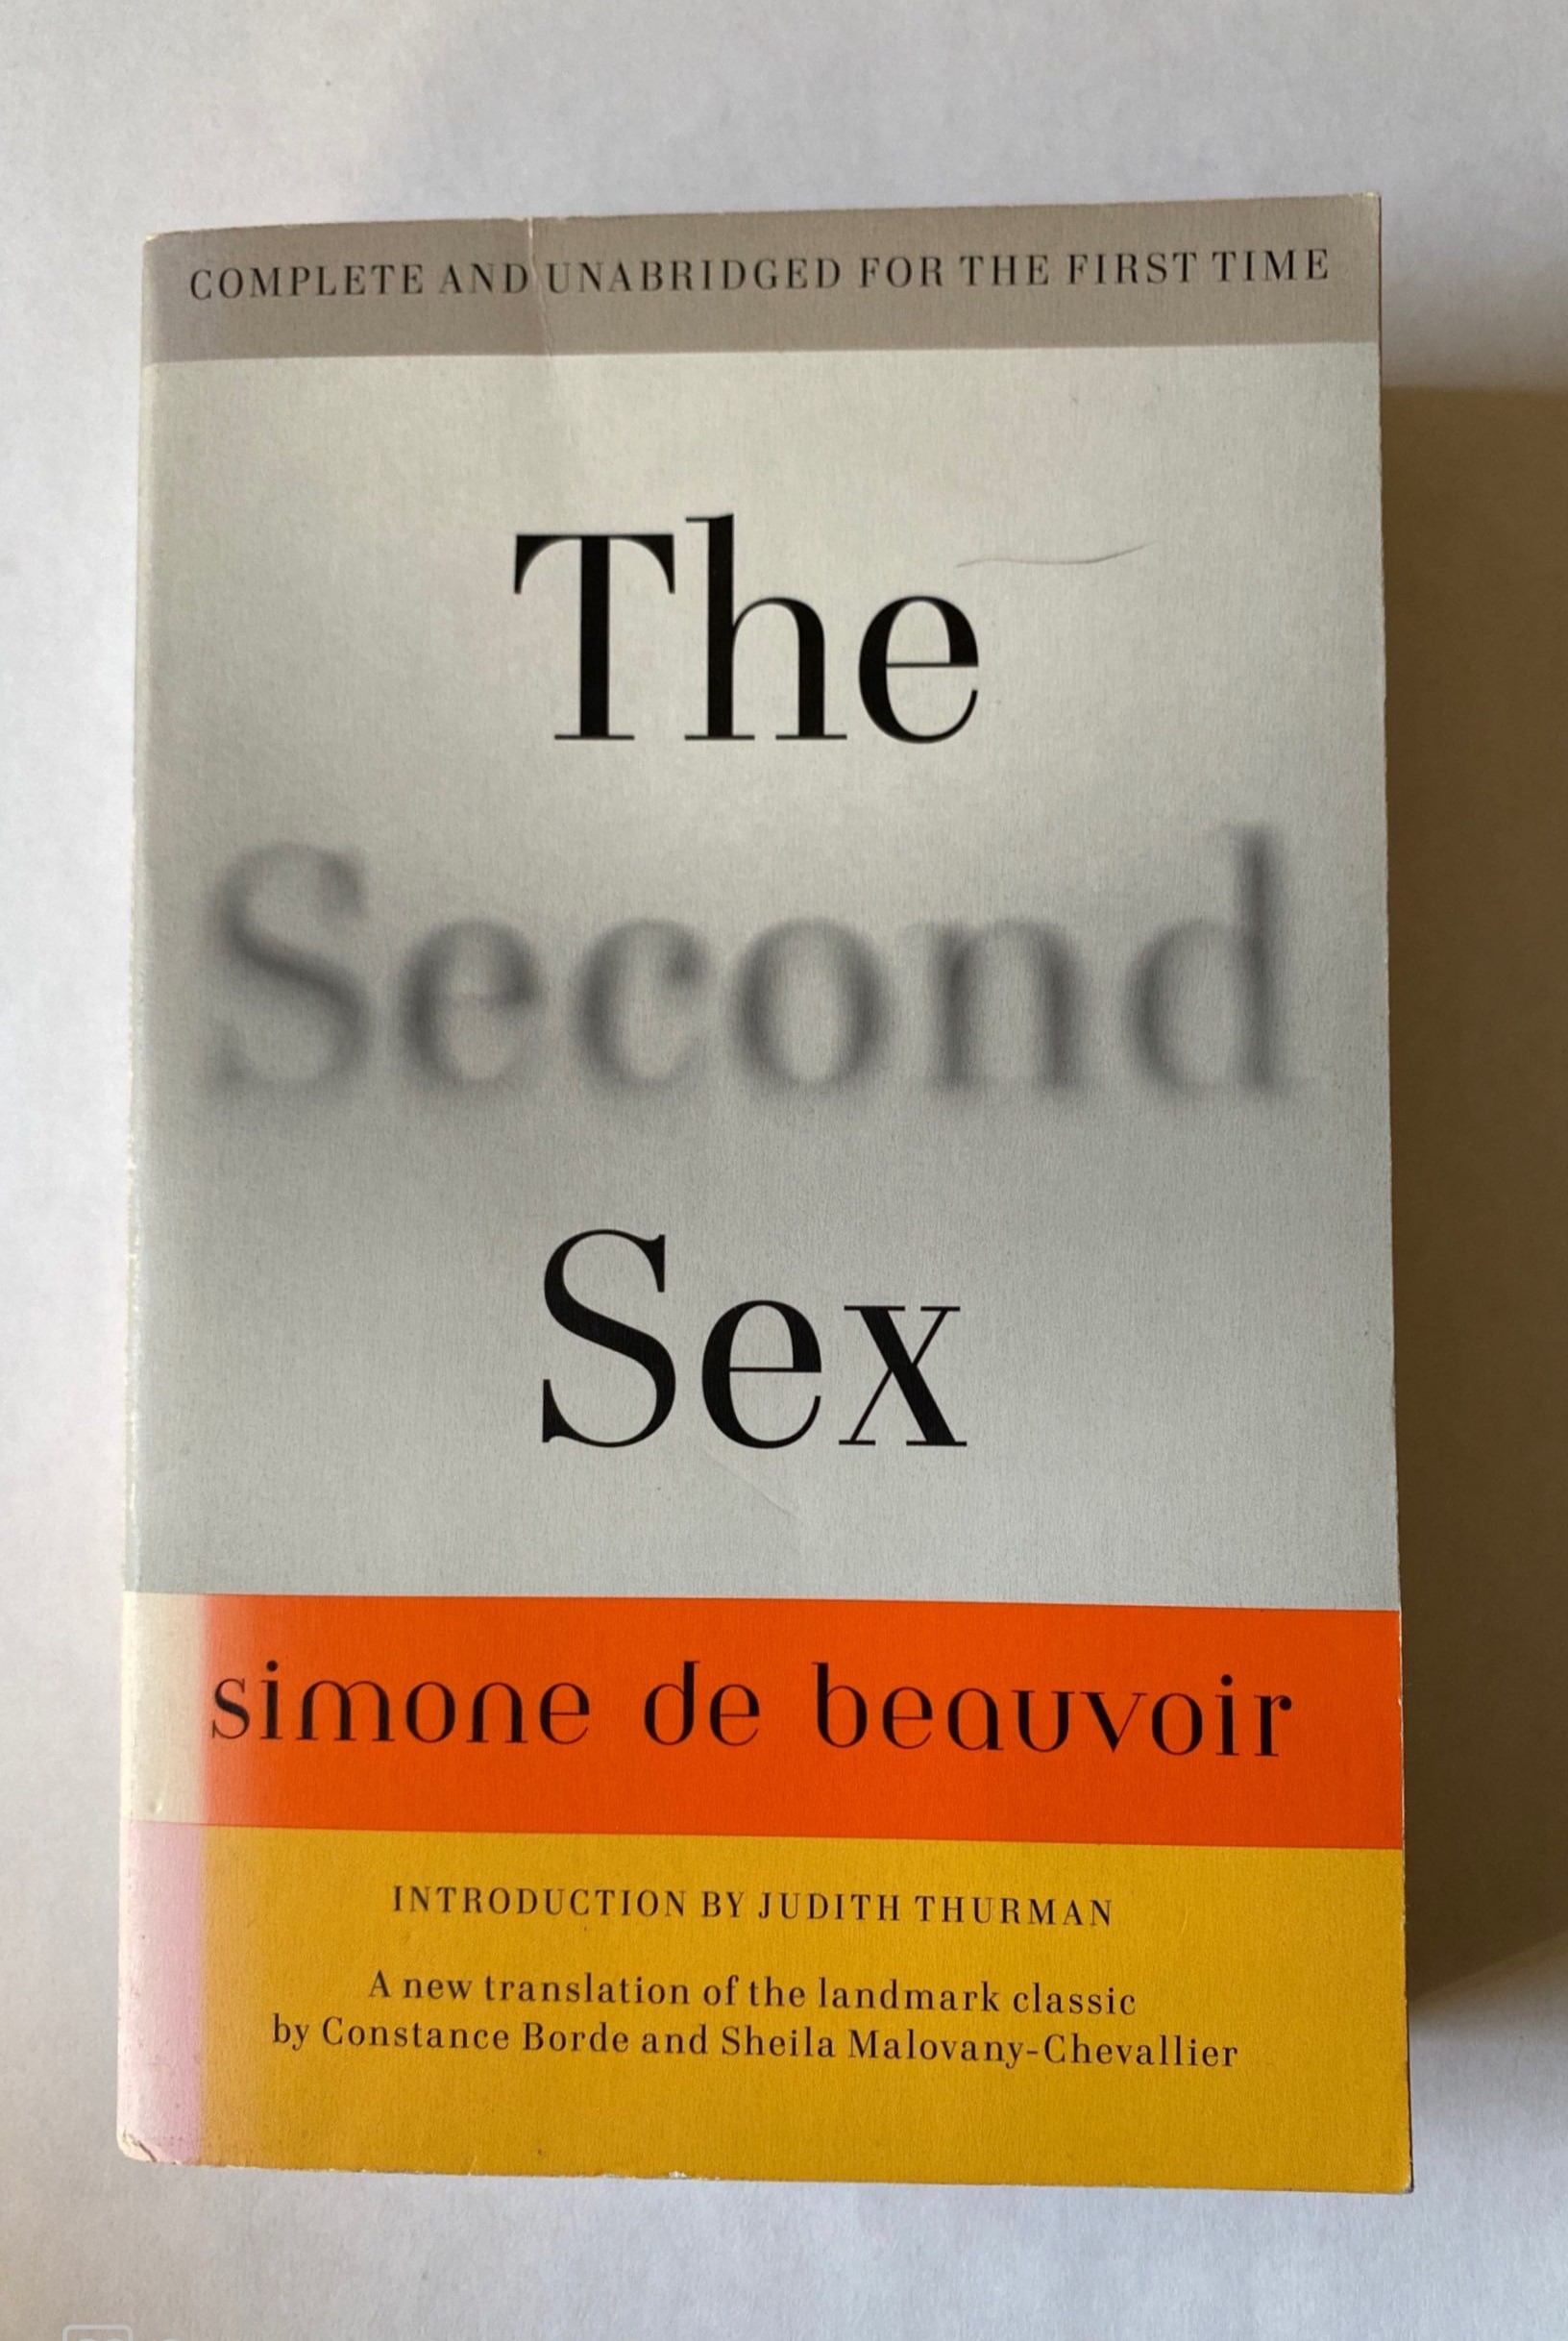 COMPLETE AND UNABRIDGED FOR THE FIRST TIME
The
Second
Sex
simone de beauvoir
INTRODUCTION BY JUDITH THURMAN
A new translation of the landmark classic
by Constance Borde and Sheila Malovany-Chevallier